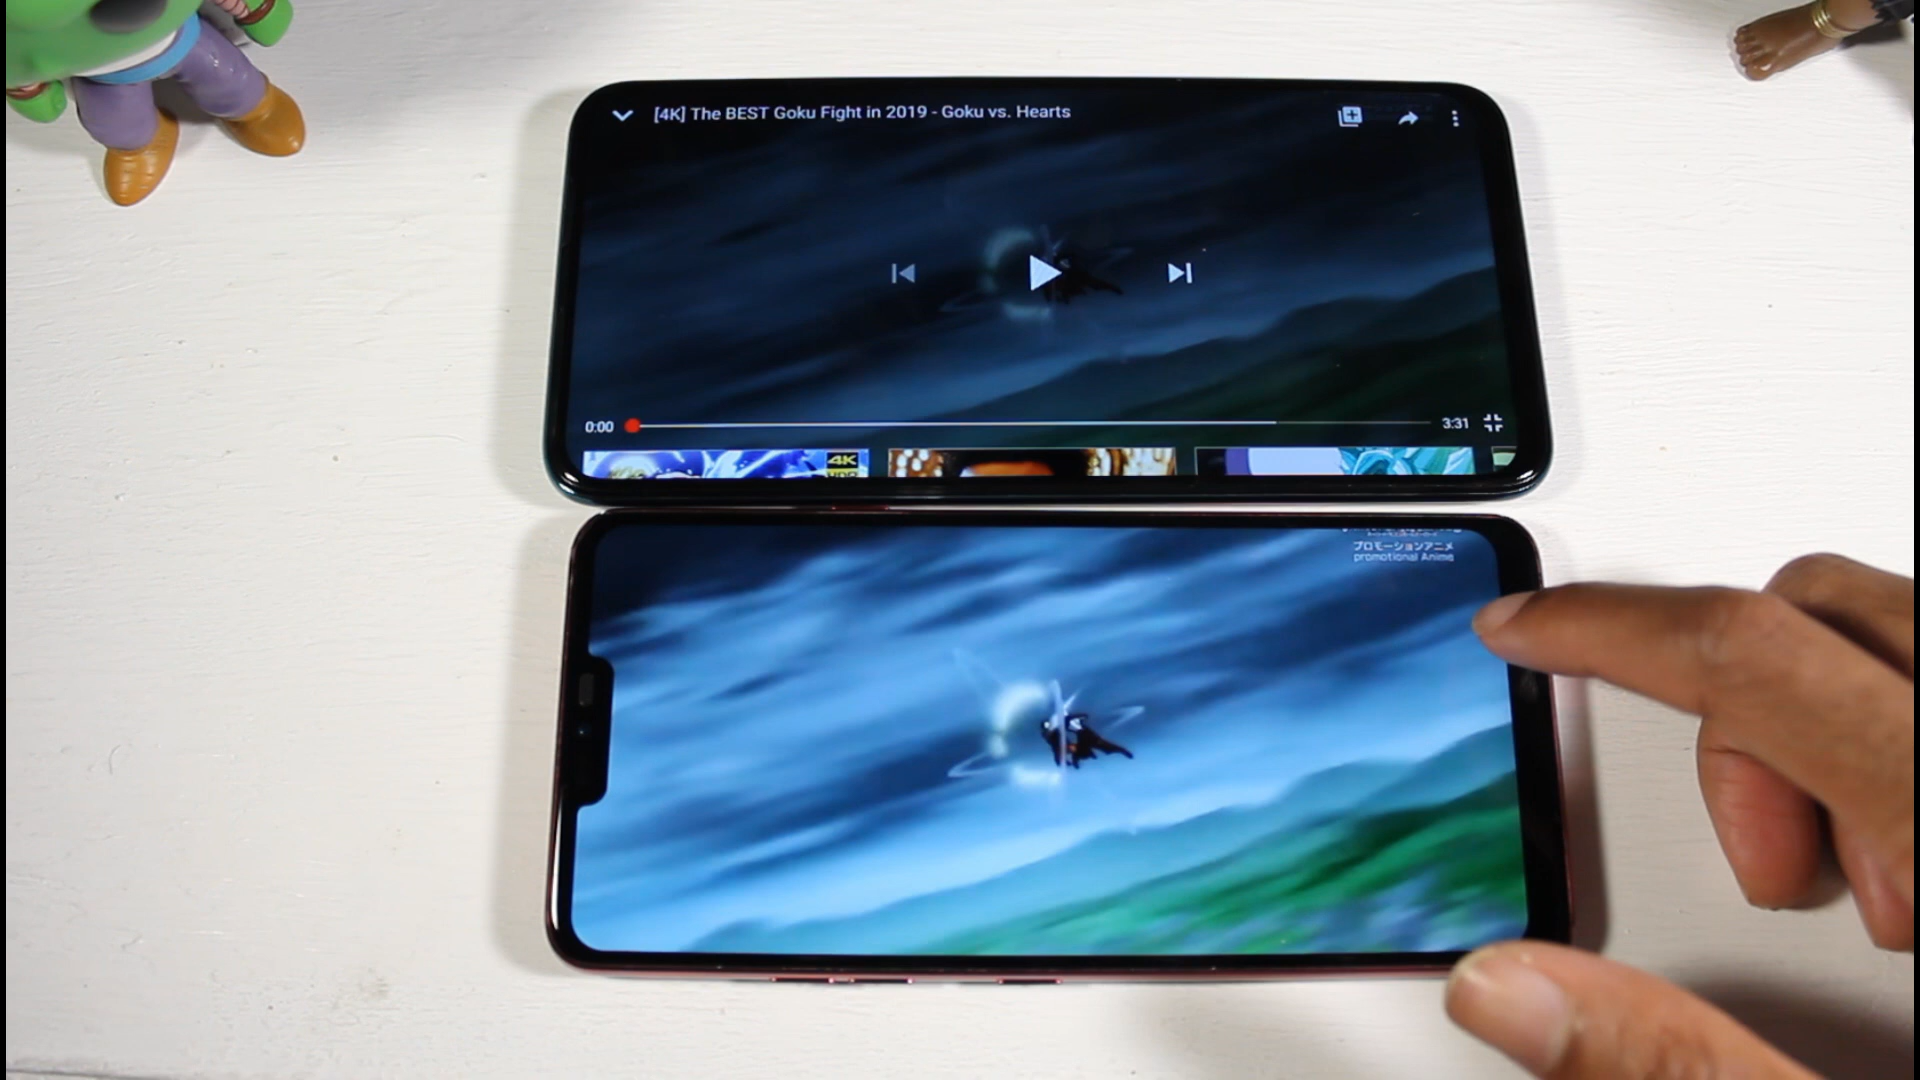 [4K] The BEST Goku Fight in 2019 - Goku vs. Hearts
0:00
3:31
4K
プロモーションアニメ
promotional Anime